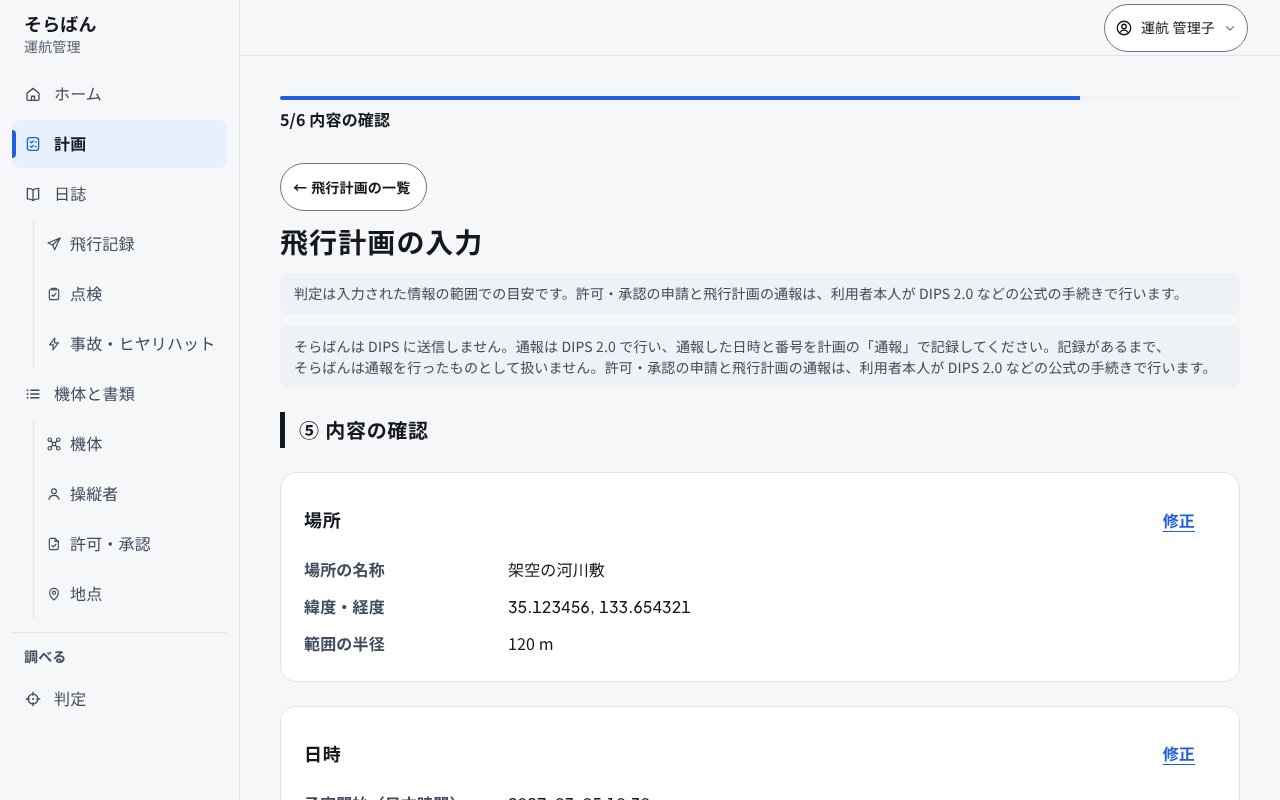 そらばん
運航管理
ホーム
計画
日誌
飛行記録
点検
事故・ヒヤリハット
機体と書類
機体
操縦者
許可・承認
地点
調べる
判定
運航 管理子
5/6 内容の確認
← 飛行計画の一覧
飛行計画の入力
判定は入力された情報の範囲での目安です。許可・承認の申請と飛行計画の通報は、利用者本人が DIPS 2.0 などの公式の手続きで行います。
そらばんは DIPS に送信しません。通報は DIPS 2.0 で行い、通報した日時と番号を計画の「通報」で記録してください。記録があるまで、
そらばんは通報を行ったものとして扱いません。許可・承認の申請と飛行計画の通報は、利用者本人が DIPS 2.0 などの公式の手続きで行います。
⑤ 内容の確認
場所
修正
場所の名称 架空の河川敷
緯度・経度 35.123456, 133.654321
範囲の半径 120 m
日時
修正